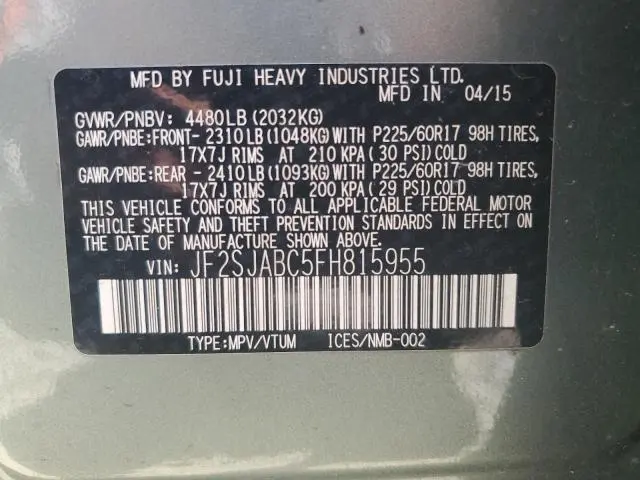 MFD BY FUJI HEAVY INDUSTRIES LTD.
MFD IN 04/15
GVWR/PNBV: 4480LB (2032KG)
GAWR/PNBE:FRONT- 2310LB (1048KG) WITH P225/60R17 98H TIRES,
17X7J RIMS AT 210 KPA (30 PSI) COLD
GAWR/PNBE:REAR - 2410LB (1093KG) WITH P225/60R17 98H TIRES,
17X7J RIMS AT 200 KPA (29 PSI) COLD
THIS VEHICLE CONFORMS TO ALL APPLICABLE FEDERAL MOTOR
VEHICLE SAFETY AND THEFT PREVENTION STANDARDS IN EFFECT ON
THE DATE OF MANUFACTURE SHOWN ABOVE.
VIN: JF2SJABC5FH815955
TYPE:MPV/VTUM ICES/NMB-002